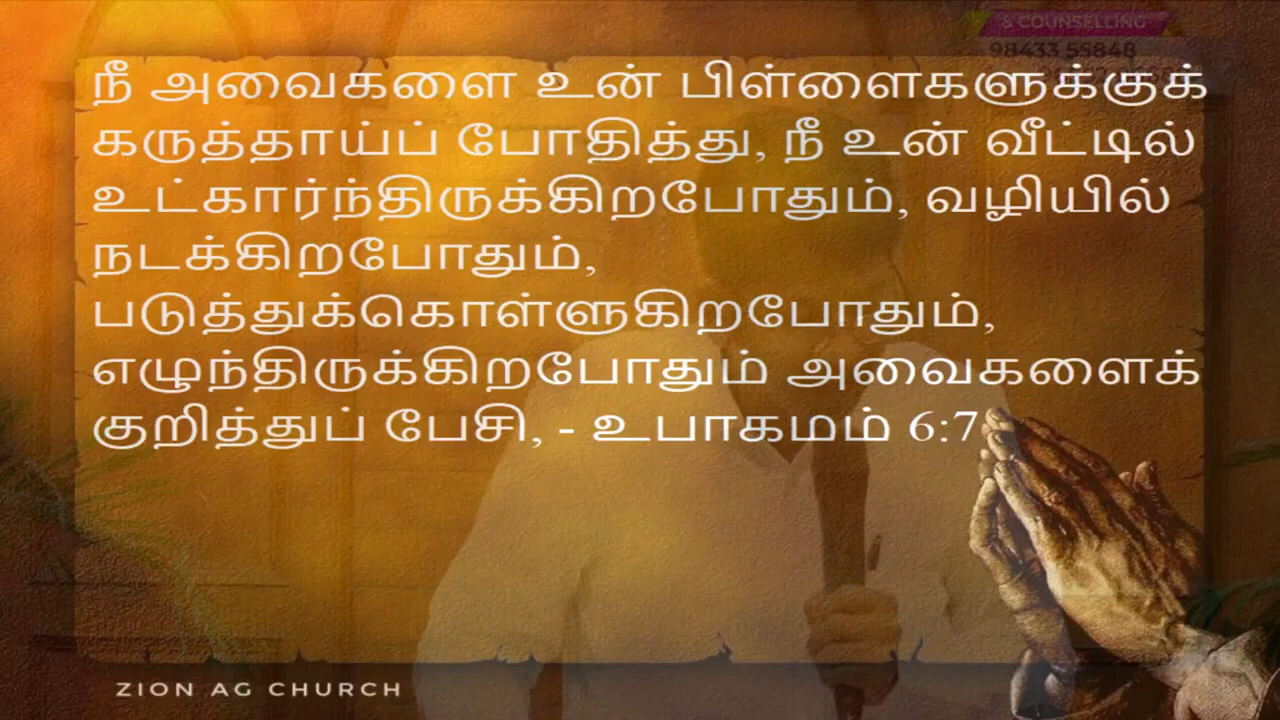 & COUNSELLING
98433 55848
நீ அவைகளை உன் பிள்ளைகளுக்குக்
கருத்தாய்ப் போதித்து, நீ உன் வீட்டில்
உட்கார்ந்திருக்கிறபோதும், வழியில்
நடக்கிறபோதும்,
படுத்துக்கொள்ளுகிறபோதும்,
எழுந்திருக்கிறபோதும் அவைகளைக்
குறித்துப் பேசி, - உபாகமம் 6:7
ZION AG CHURCH